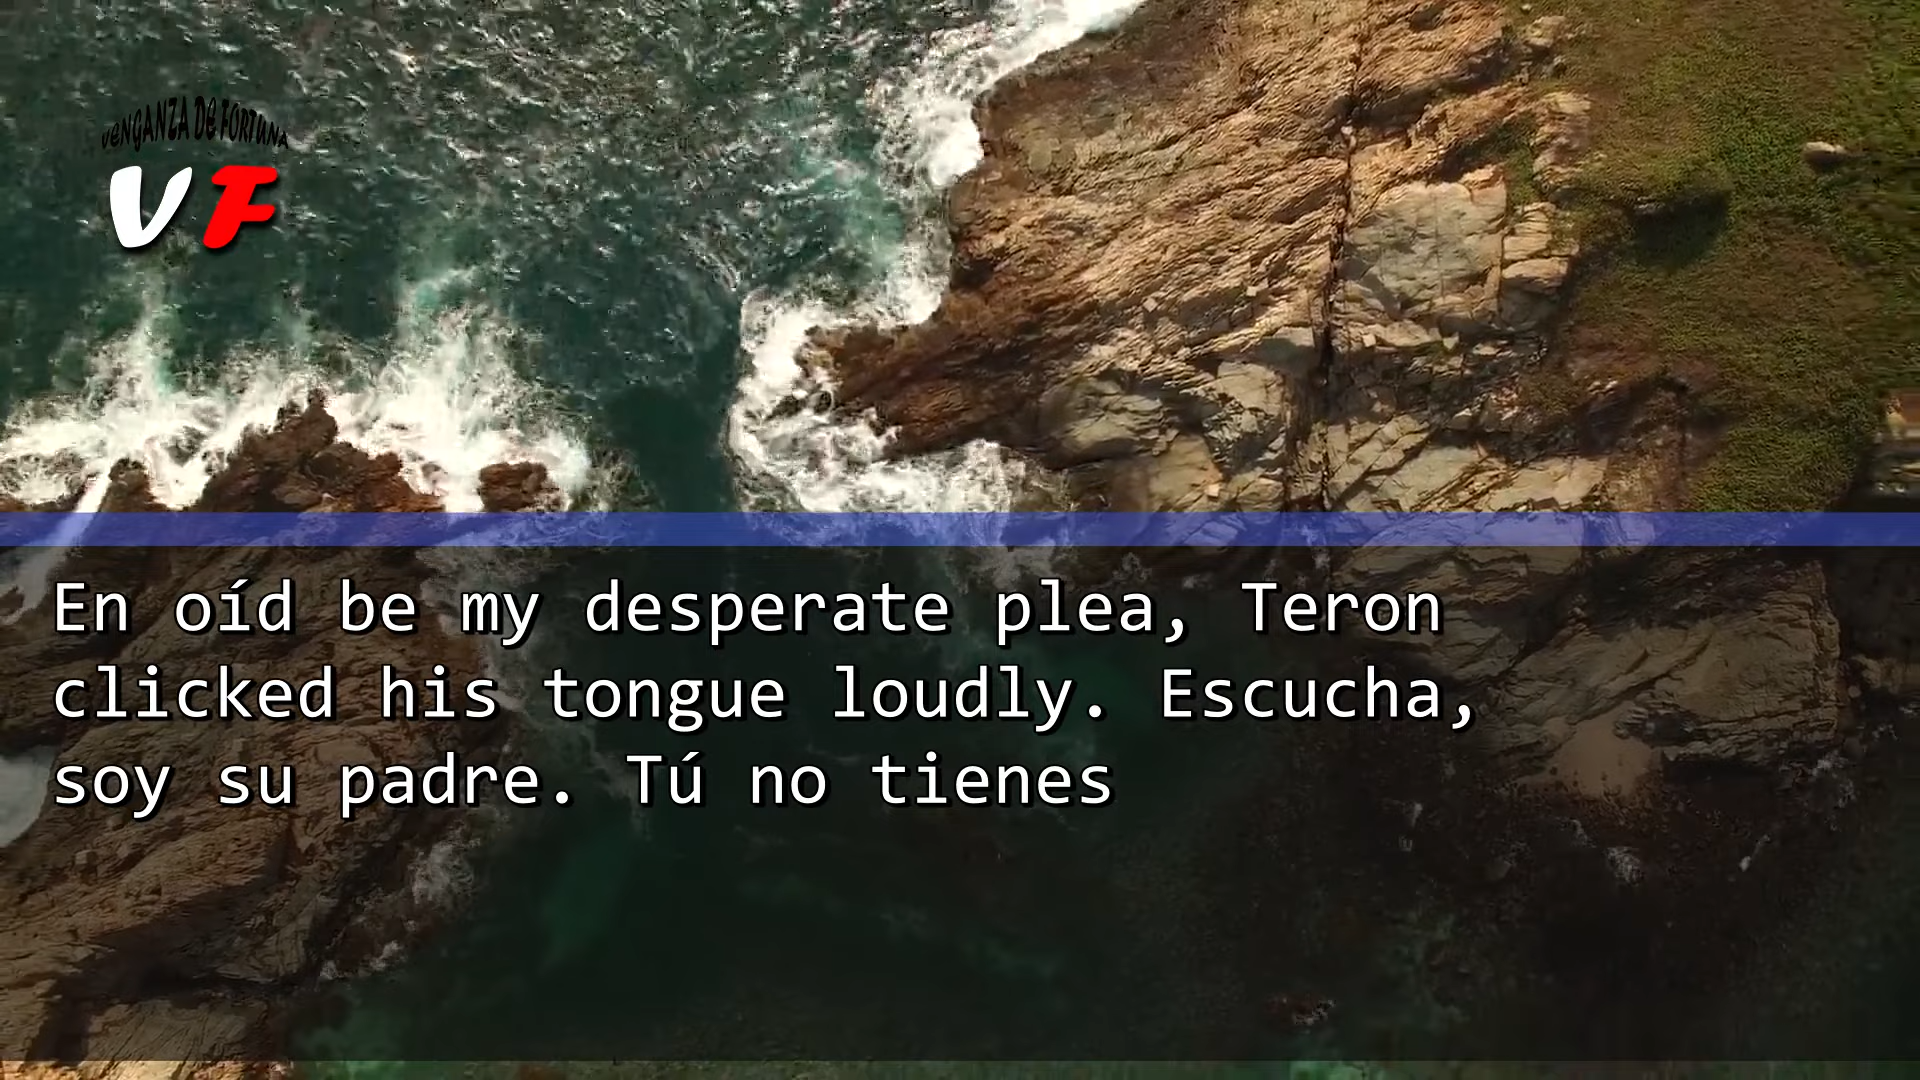 VENGANZA DE FORTUNA
VF
En oíd be my desperate plea, Teron
clicked his tongue loudly. Escucha,
soy su padre. Tú no tienes